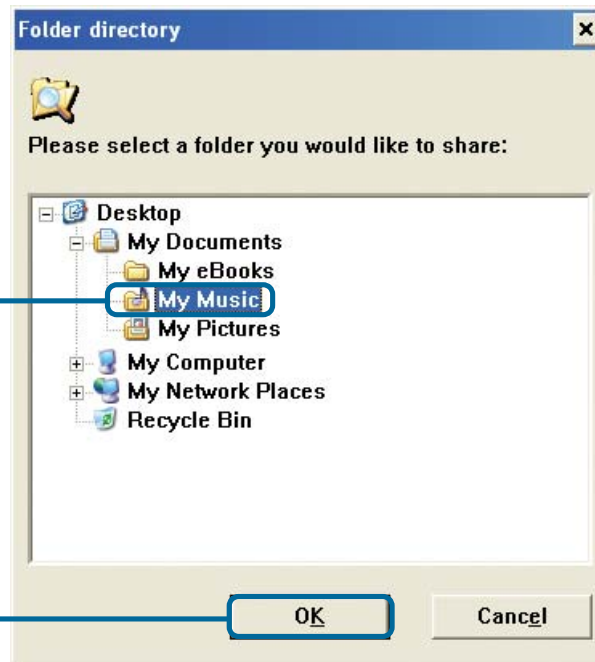 Folder directory
Please select a folder you would like to share:
Desktop
My Documents
My eBooks
My Music
My Pictures
My Computer
My Network Places
Recycle Bin
OK
Cancel